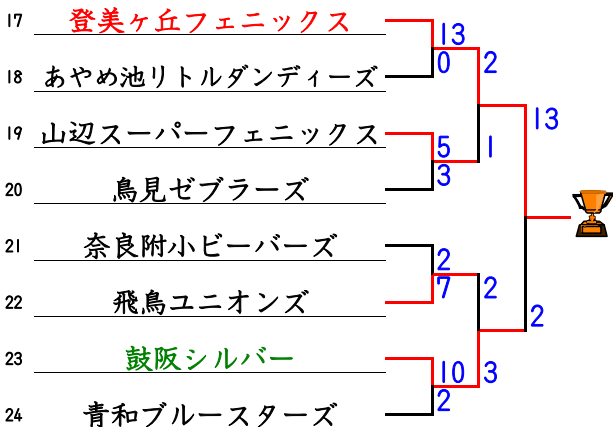 17 登美ヶ丘フェニックス
13
18 あやめ池リトルダンディーズ
0
2
19 山辺スーパーフェニックス
5
1
13
20 鳥見ゼブラーズ
3
21 奈良附小ビーバーズ
2
22 飛鳥ユニオンズ
7
2
2
23 鼓阪シルバー
10
3
24 青和ブルースターズ
2